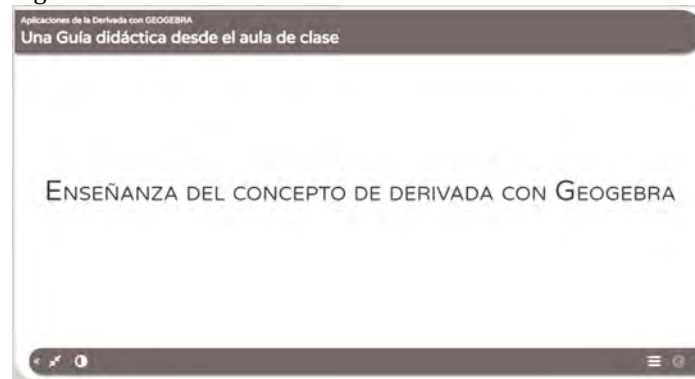 Aplicaciones de la Derivada con GEOGEBRA
Una Guía didáctica desde el aula de clase
ENSEÑANZA DEL CONCEPTO DE DERIVADA CON GEOGEBRA